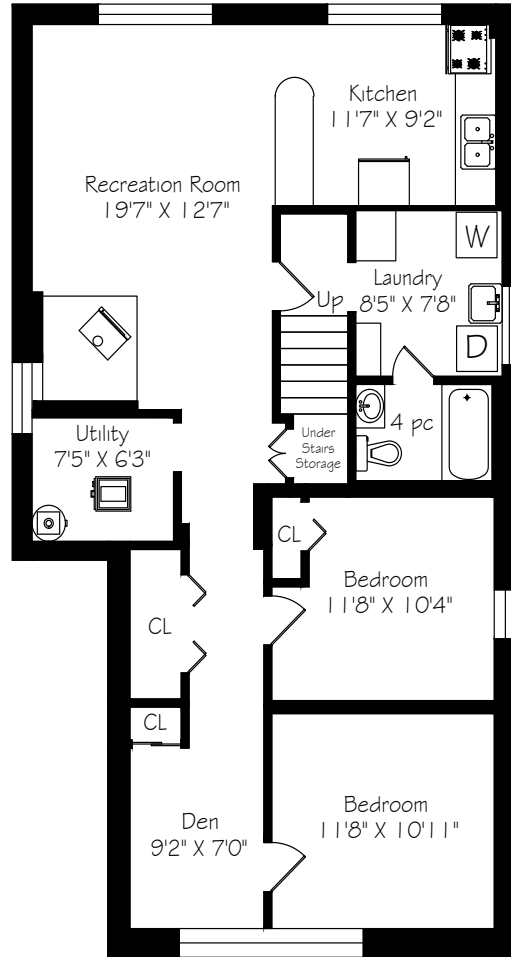 Kitchen
11'7" X 9'2"
Recreation Room
19'7" X 12'7"
W
Laundry
8'5" X 7'8"
Up
D
4 pc
Utility
7'5" X 6'3"
Under
Stairs
Storage
CL
Bedroom
11'8" X 10'4"
CL
CL
Den
9'2" X 7'0"
Bedroom
11'8" X 10'11"